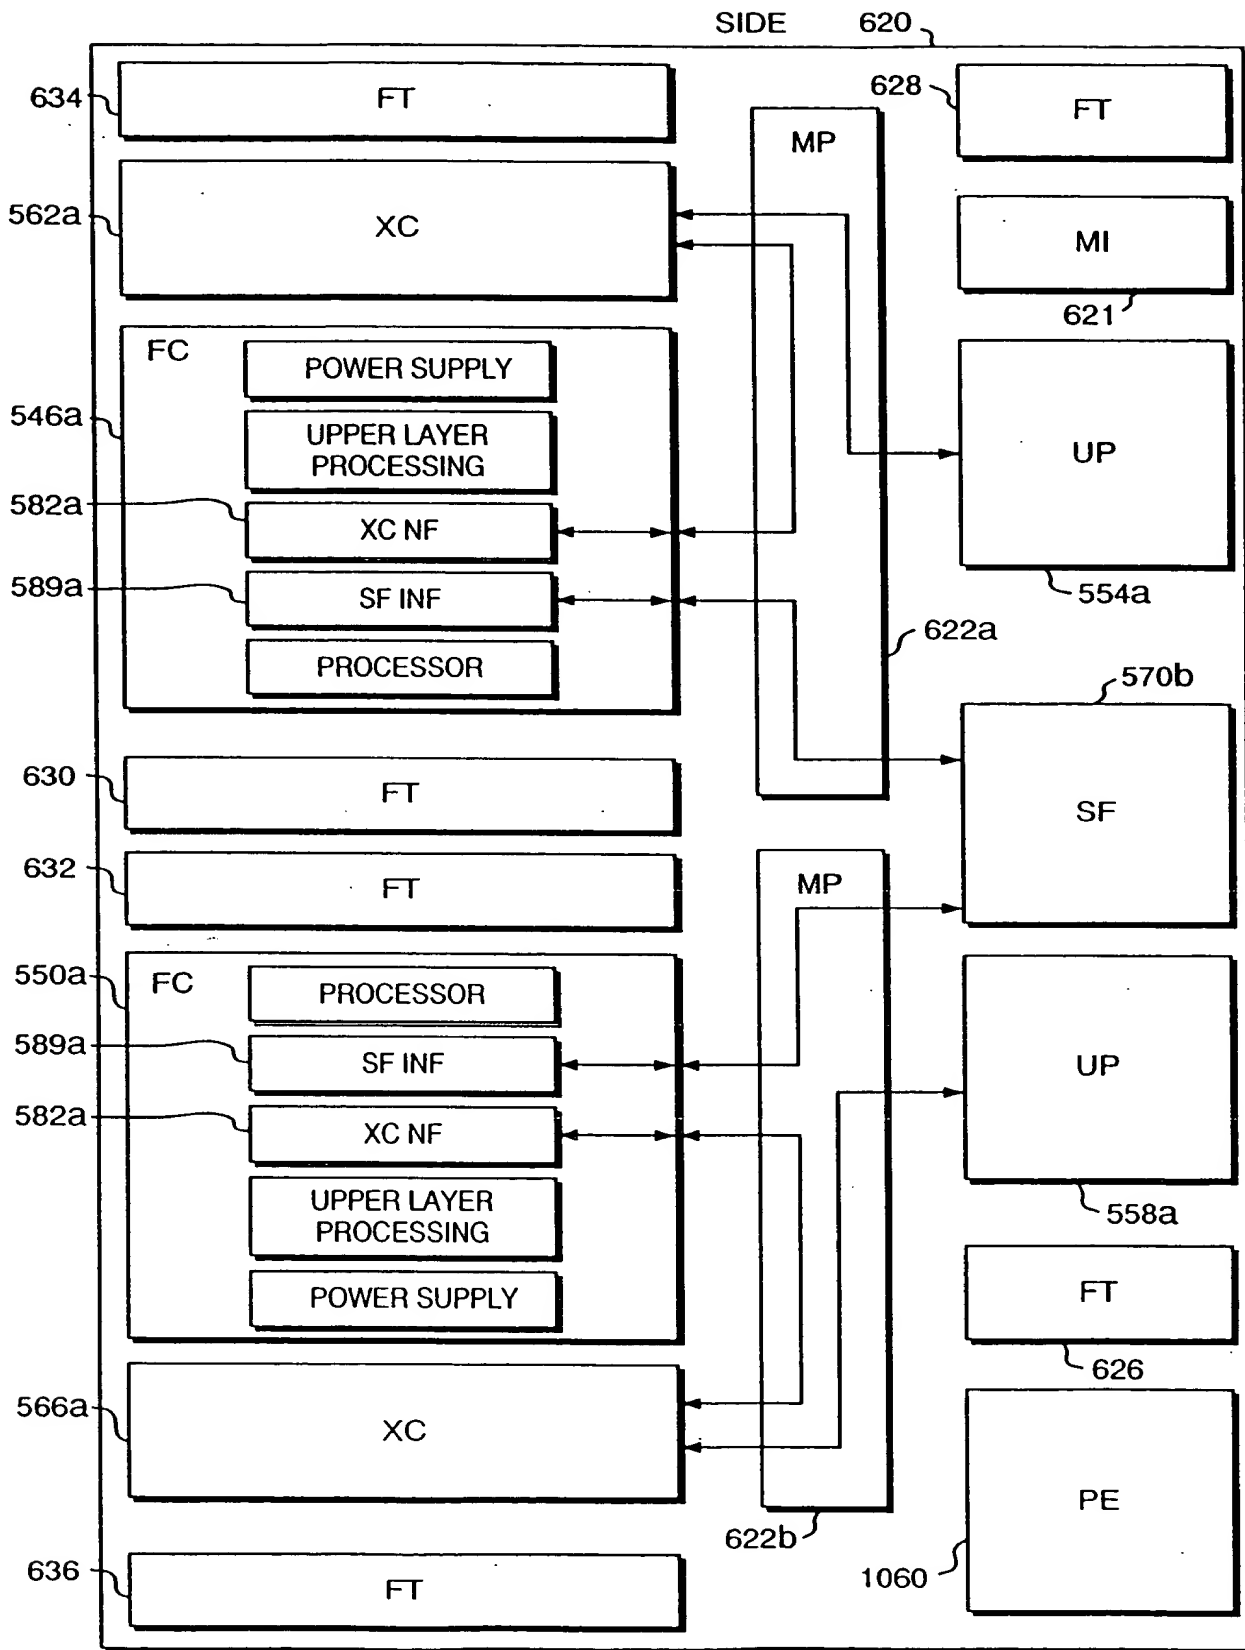 SIDE 620
634 FT
628 FT
MP
562a XC
MI
621
FC
POWER SUPPLY
546a
UPPER LAYER
PROCESSING
UP
582a XC NF
589a SF INF
554a
PROCESSOR
622a
570b
630 FT
SF
632 FT
MP
550a FC
PROCESSOR
589a SF INF
UP
582a XC NF
UPPER LAYER
PROCESSING
558a
POWER SUPPLY
FT
626
566a XC
PE
622b
636 FT
1060